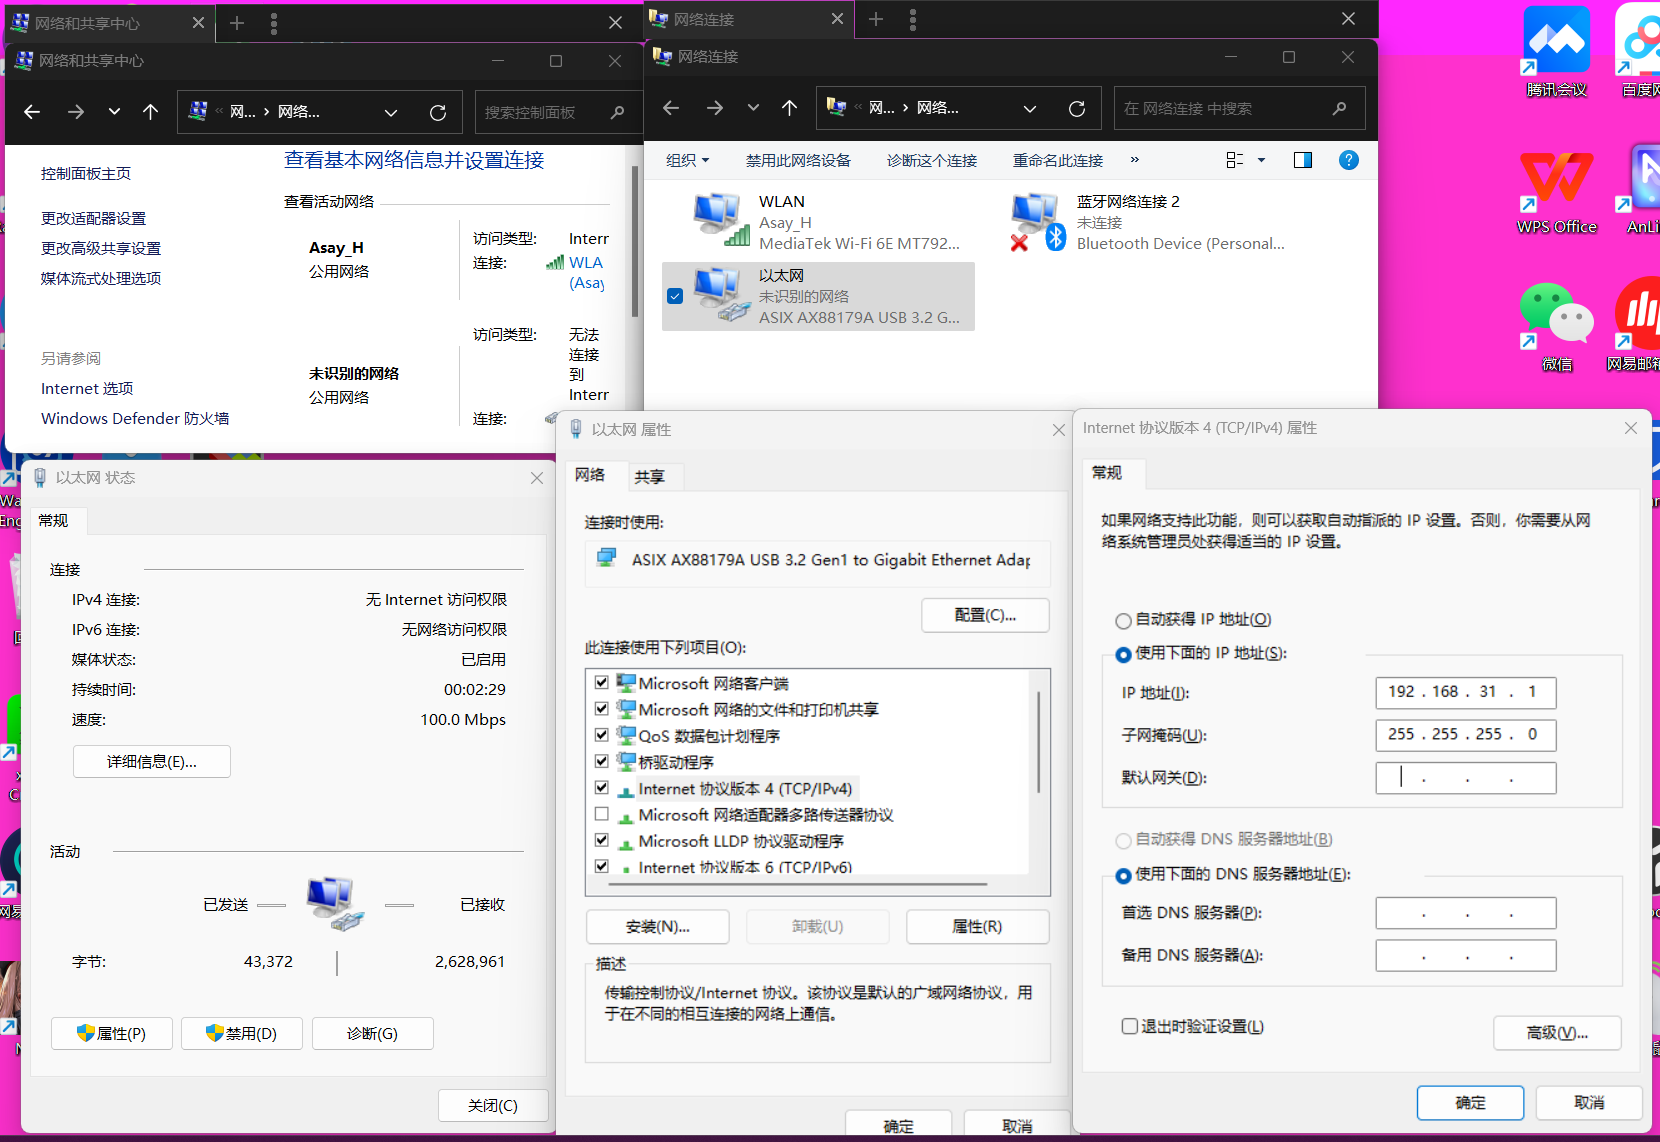 网络和共享中心
网络和共享中心
网... 网络...
搜索控制面板
控制面板主页
更改适配器设置
更改高级共享设置
媒体流式处理选项
另请参阅
Internet 选项
Windows Defender 防火墙
查看基本网络信息并设置连接
查看活动网络
Asay_H
公用网络
访问类型: Interr
连接: WLA
(Asay
未识别的网络
公用网络
访问类型: 无法
连接
到
Interr
连接:
网络连接
网络连接
网... 网络...
在 网络连接 中搜索
组织 禁用此网络设备 诊断这个连接 重命名此连接 »
WLAN
Asay_H
MediaTek Wi-Fi 6E MT792...
蓝牙网络连接 2
未连接
Bluetooth Device (Personal...
以太网
未识别的网络
ASIX AX88179A USB 3.2 G...
腾讯会议
WPS Office
微信
网易邮箱
以太网 状态
常规
连接
IPv4 连接: 无 Internet 访问权限
IPv6 连接: 无网络访问权限
媒体状态: 已启用
持续时间: 00:02:29
速度: 100.0 Mbps
详细信息(E)...
活动
已发送 已接收
字节: 43,372 2,628,961
属性(P) 禁用(D) 诊断(G)
关闭(C)
以太网 属性
网络 共享
连接时使用:
ASIX AX88179A USB 3.2 Gen1 to Gigabit Ethernet Adap
配置(C)...
此连接使用下列项目(O):
Microsoft 网络客户端
Microsoft 网络的文件和打印机共享
QoS 数据包计划程序
桥驱动程序
Internet 协议版本 4 (TCP/IPv4)
Microsoft 网络适配器多路传送器协议
Microsoft LLDP 协议驱动程序
Internet 协议版本 6 (TCP/IPv6)
安装(N)... 卸载(U) 属性(R)
描述
传输控制协议/Internet 协议。该协议是默认的广域网络协议，用
于在不同的相互连接的网络上通信。
确定 取消
Internet 协议版本 4 (TCP/IPv4) 属性
常规
如果网络支持此功能，则可以获取自动指派的 IP 设置。否则，你需要从网
络系统管理员处获得适当的 IP 设置。
自动获得 IP 地址(O)
使用下面的 IP 地址(S):
IP 地址(I): 192 . 168 . 31 . 1
子网掩码(U): 255 . 255 . 255 . 0
默认网关(D): . . .
自动获得 DNS 服务器地址(B)
使用下面的 DNS 服务器地址(E):
首选 DNS 服务器(P): . . .
备用 DNS 服务器(A): . . .
退出时验证设置(L)
高级(V)...
确定 取消